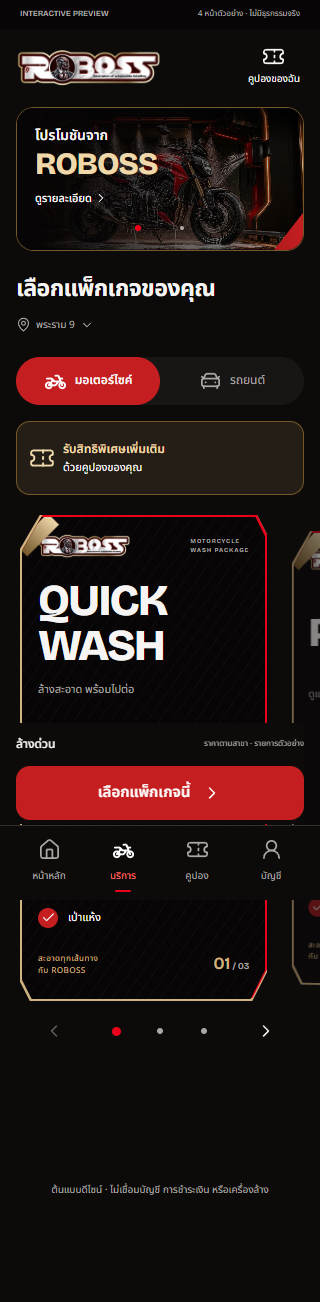 INTERACTIVE PREVIEW
4 หน้าตัวอย่าง · ไม่มีธุรกรรมจริง
ROBOSS
คูปองของฉัน
โปรโมชันจาก
ROBOSS
ดูรายละเอียด
เลือกแพ็กเกจของคุณ
พระราม 9
มอเตอร์ไซค์
รถยนต์
รับสิทธิพิเศษเพิ่มเติม
ด้วยคูปองของคุณ
ROBOSS
MOTORCYCLE
WASH PACKAGE
QUICK
WASH
ล้างสะอาด พร้อมไปต่อ
ล้างด่วน
ราคาตามสาขา · รายการตัวอย่าง
เลือกแพ็กเกจนี้
หน้าหลัก
บริการ
คูปอง
บัญชี
เป่าแห้ง
สะอาดทุกเส้นทาง
กับ ROBOSS
01 / 03
ต้นแบบดีไซน์ · ไม่เชื่อมบัญชี การชำระเงิน หรือเครื่องล้าง